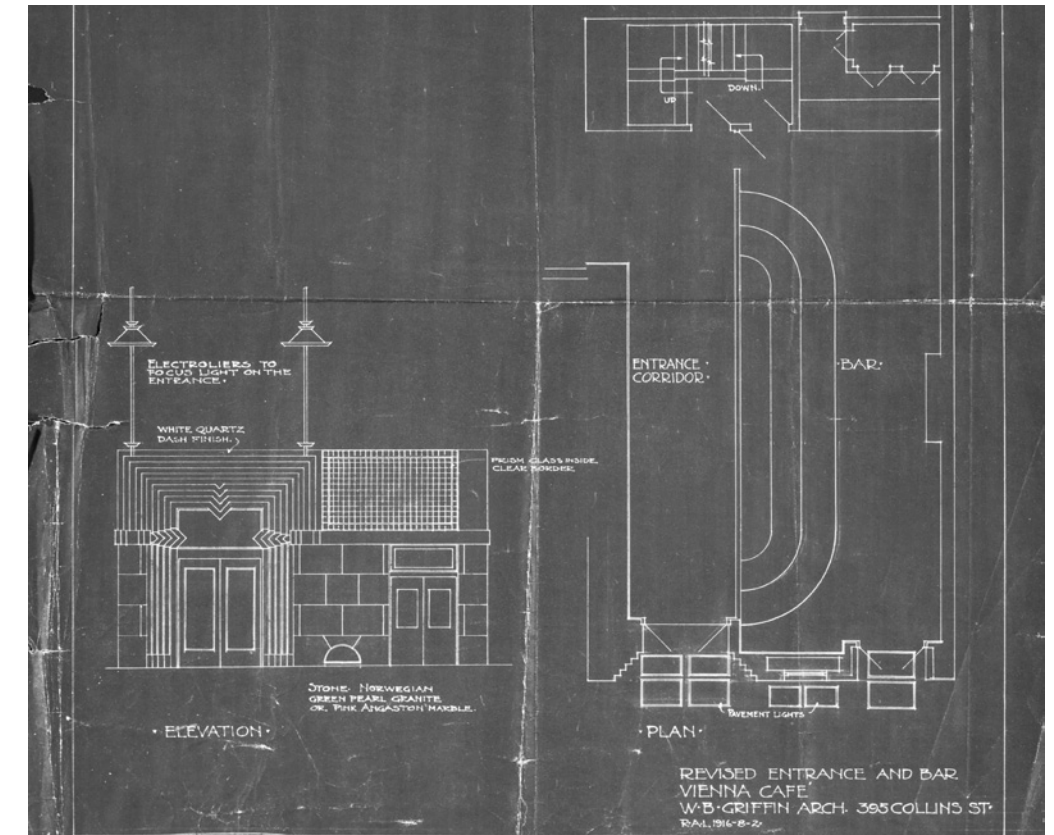 UP
DOWN.
ELECTROLIERS TO
FOCUS LIGHT ON THE
ENTRANCE.
WHITE QUARTZ
DASH FINISH.
PRISM GLASS INSIDE
CLEAR BORDER
ENTRANCE
CORRIDOR.
BAR
STONE NORWEGIAN
GREEN PEARL GRANITE
OR PINK ANGASTON MARBLE.
ELEVATION
PAVEMENT LIGHTS
PLAN
REVISED ENTRANCE AND BAR
VIENNA CAFE
W·B·GRIFFIN ARCH. 395 COLLINS ST.
R.A.L. 1916-8-2